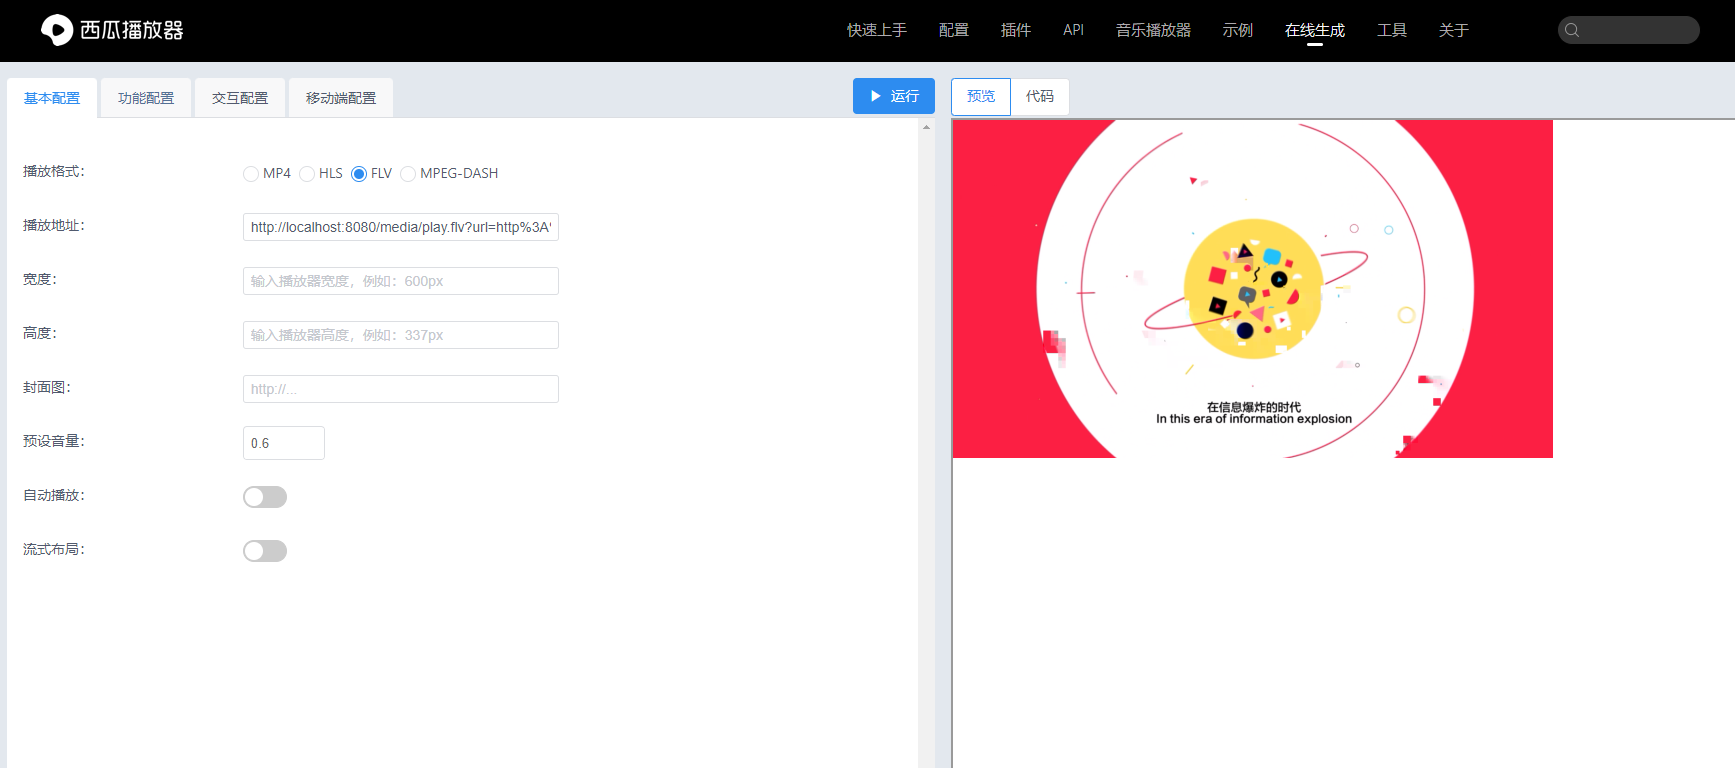 西瓜播放器
快速上手 配置 插件 API 音乐播放器 示例 在线生成 工具 关于
基本配置 功能配置 交互配置 移动端配置 运行 预览 代码
播放格式： MP4 HLS FLV MPEG-DASH
播放地址： http://localhost:8080/media/play.flv?url=http%3A
宽度： 输入播放器宽度，例如：600px
高度： 输入播放器高度，例如：337px
封面图： http://...
预设音量： 0.6
自动播放：
流式布局：
在信息爆炸的时代
In this era of information explosion